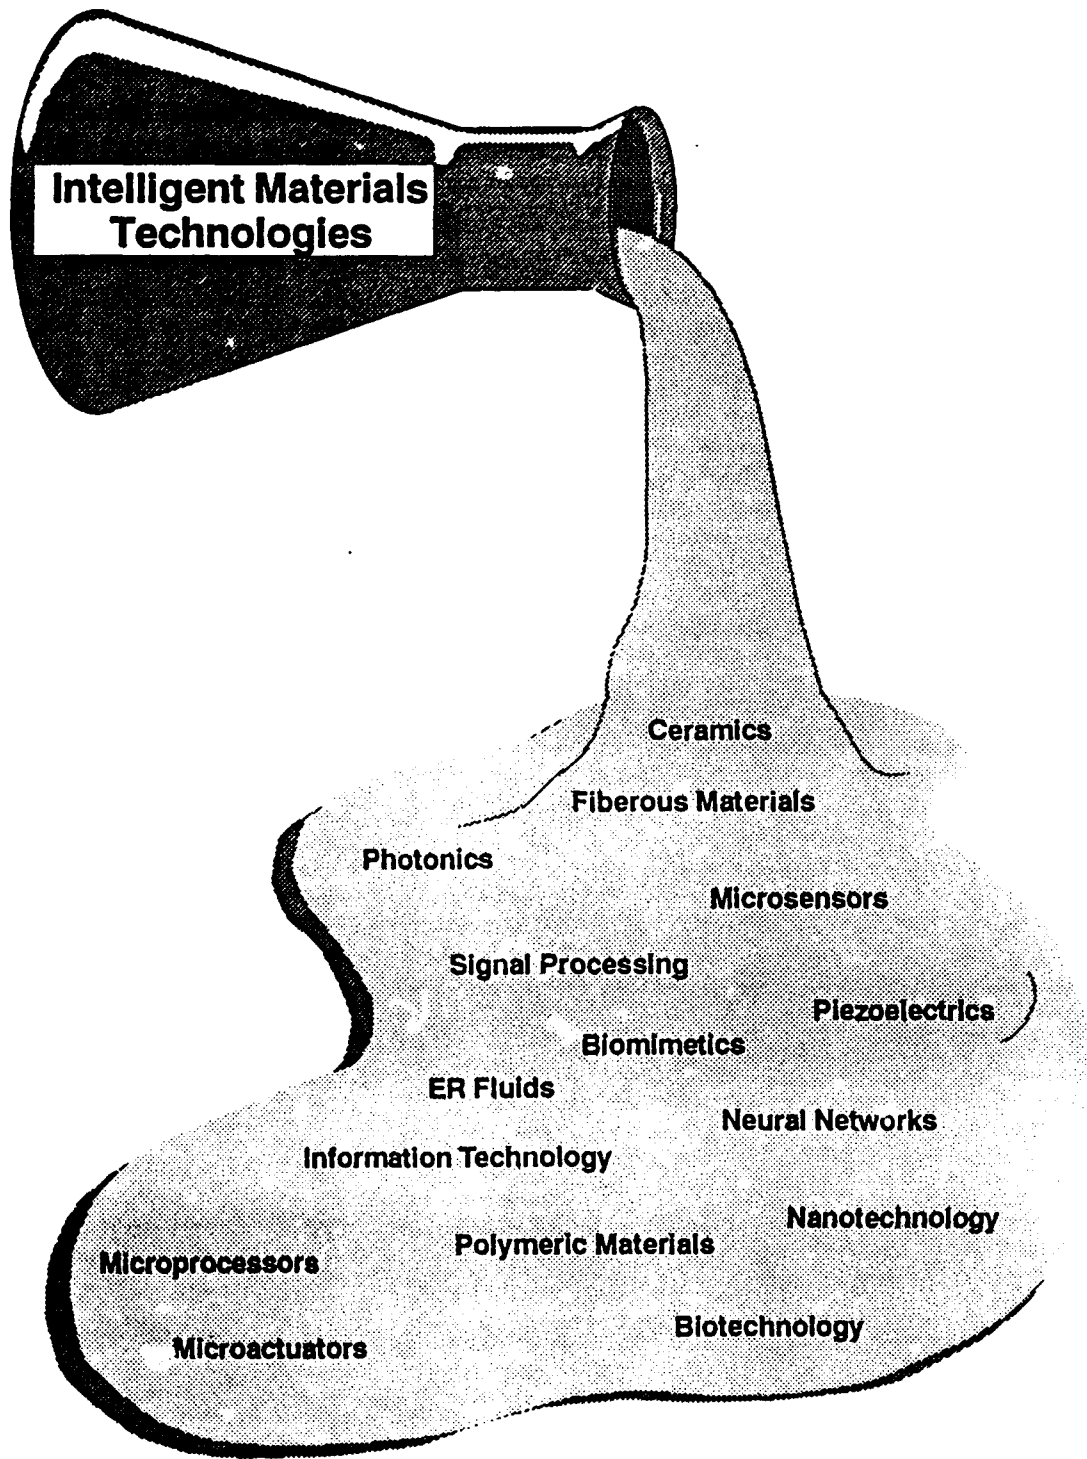 Intelligent Materials
Technologies
Ceramics
Fiberous Materials
Photonics
Microsensors
Signal Processing
Piezoelectrics
Biomimetics
ER Fluids
Neural Networks
Information Technology
Nanotechnology
Polymeric Materials
Microprocessors
Biotechnology
Microactuators